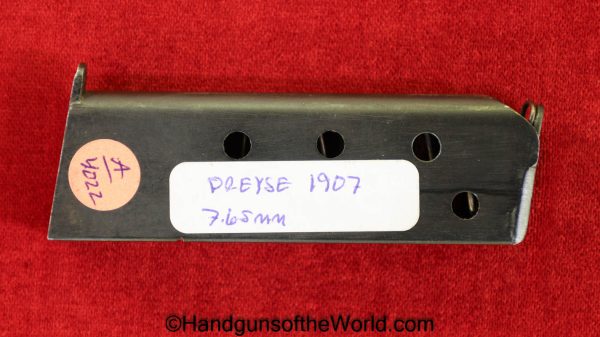 A
4022
DREYSE 1907
7.65mm
©HandgunsoftheWorld.com